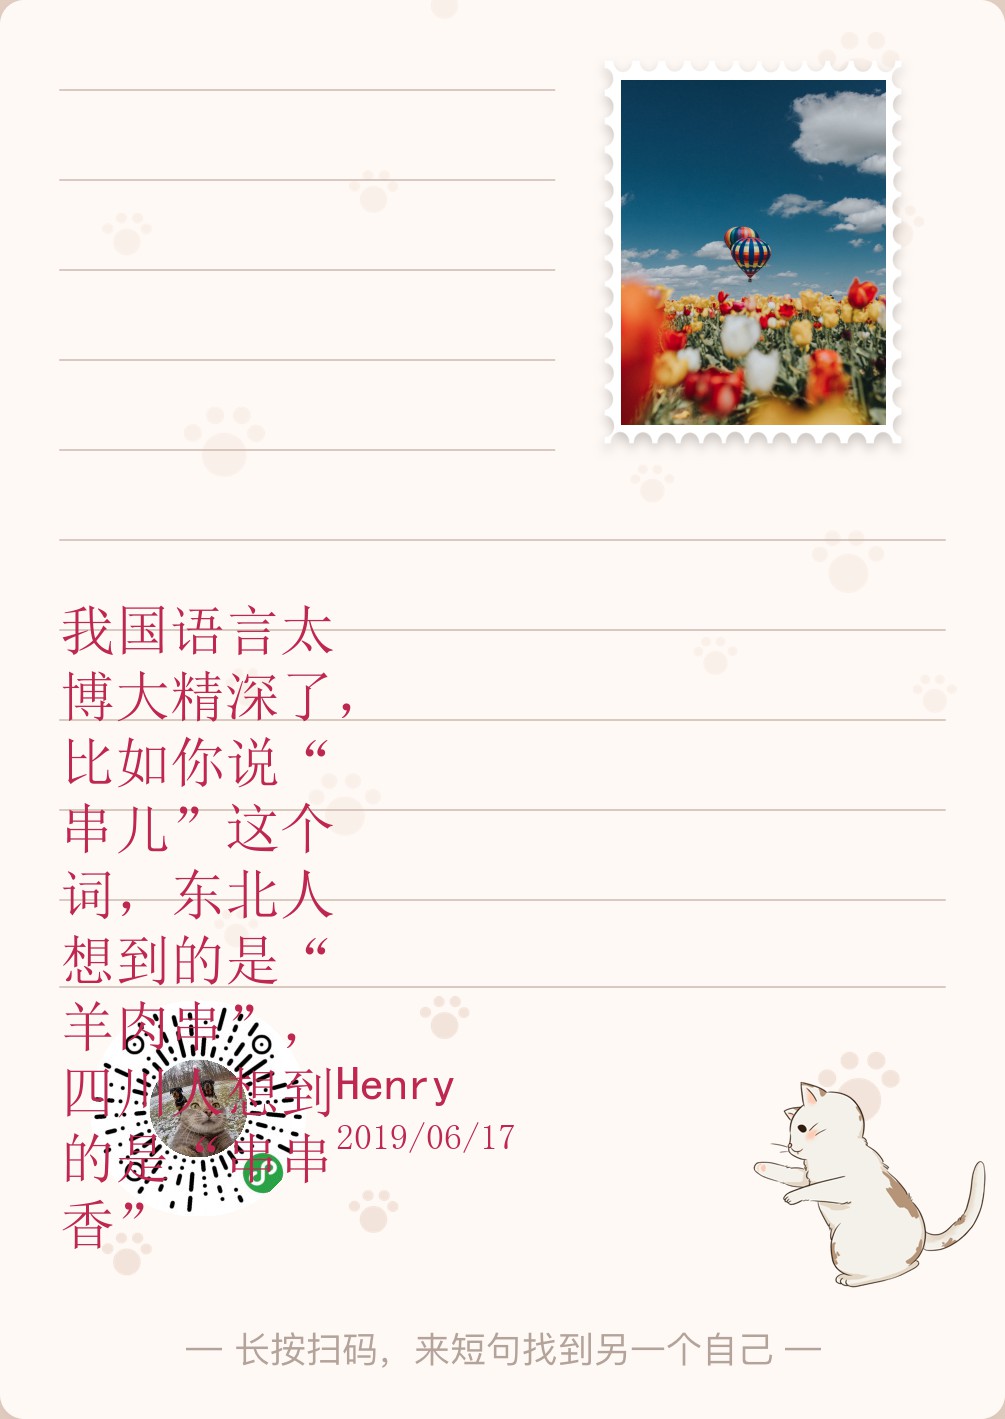 我国语言太
博大精深了，
比如你说“
串儿”这个
词，东北人
想到的是“
羊肉串”，
四川人想到
的是“串串
香”
Henry
2019/06/17
— 长按扫码，来短句找到另一个自己 —